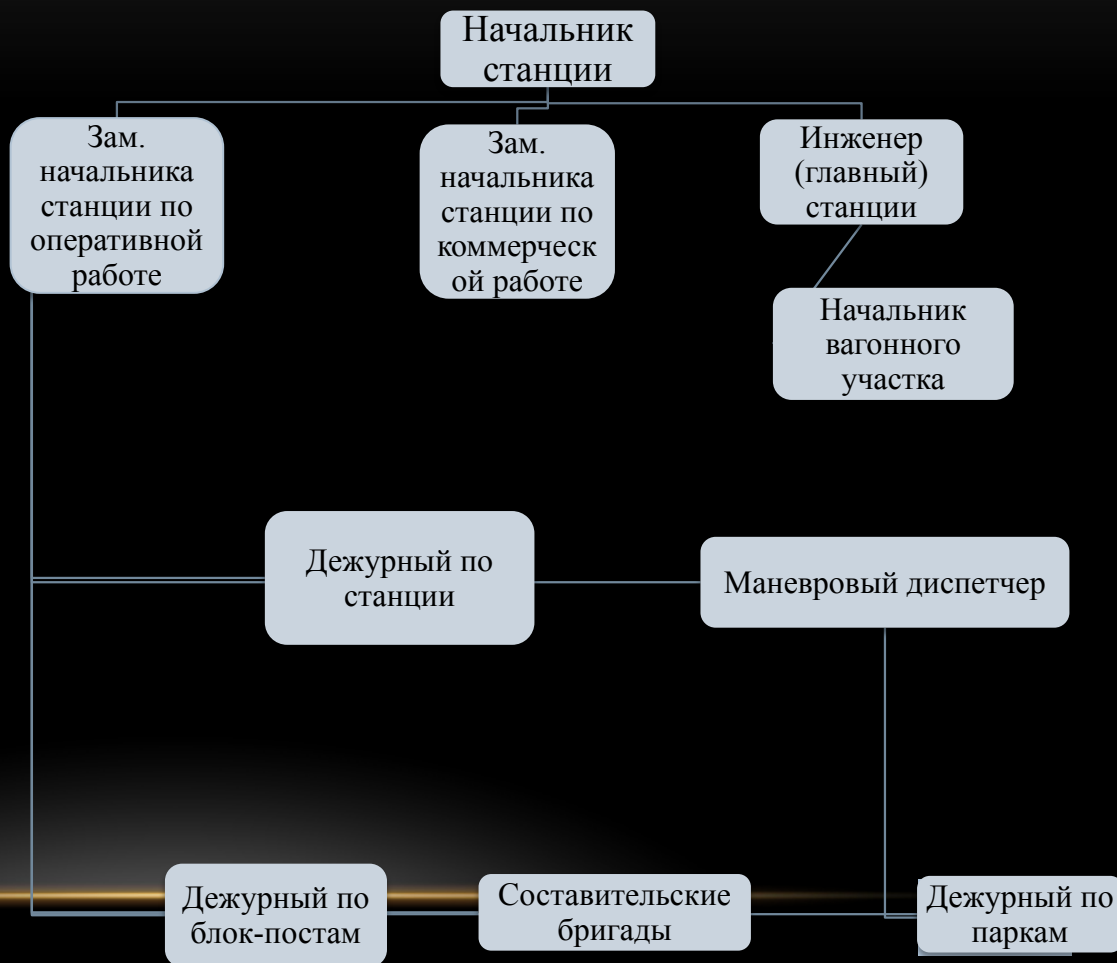 Начальник
станции
Зам.
начальника
станции по
оперативной
работе
Зам.
начальника
станции по
коммерческ
ой работе
Инженер
(главный)
станции
Начальник
вагонного
участка
Дежурный по
станции
Маневровый диспетчер
Дежурный по
блок-постам
Составительские
бригады
Дежурный по
паркам